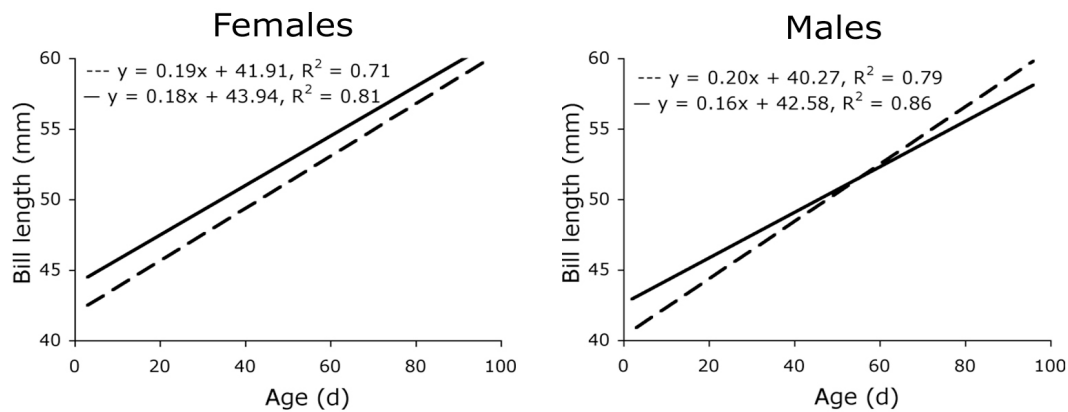 Females
--- y = 0.19x + 41.91, R² = 0.71
— y = 0.18x + 43.94, R² = 0.81
60
55
50
45
40
Bill length (mm)
0 20 40 60 80 100
Age (d)
Males
--- y = 0.20x + 40.27, R² = 0.79
— y = 0.16x + 42.58, R² = 0.86
60
55
50
45
40
Bill length (mm)
0 20 40 60 80 100
Age (d)